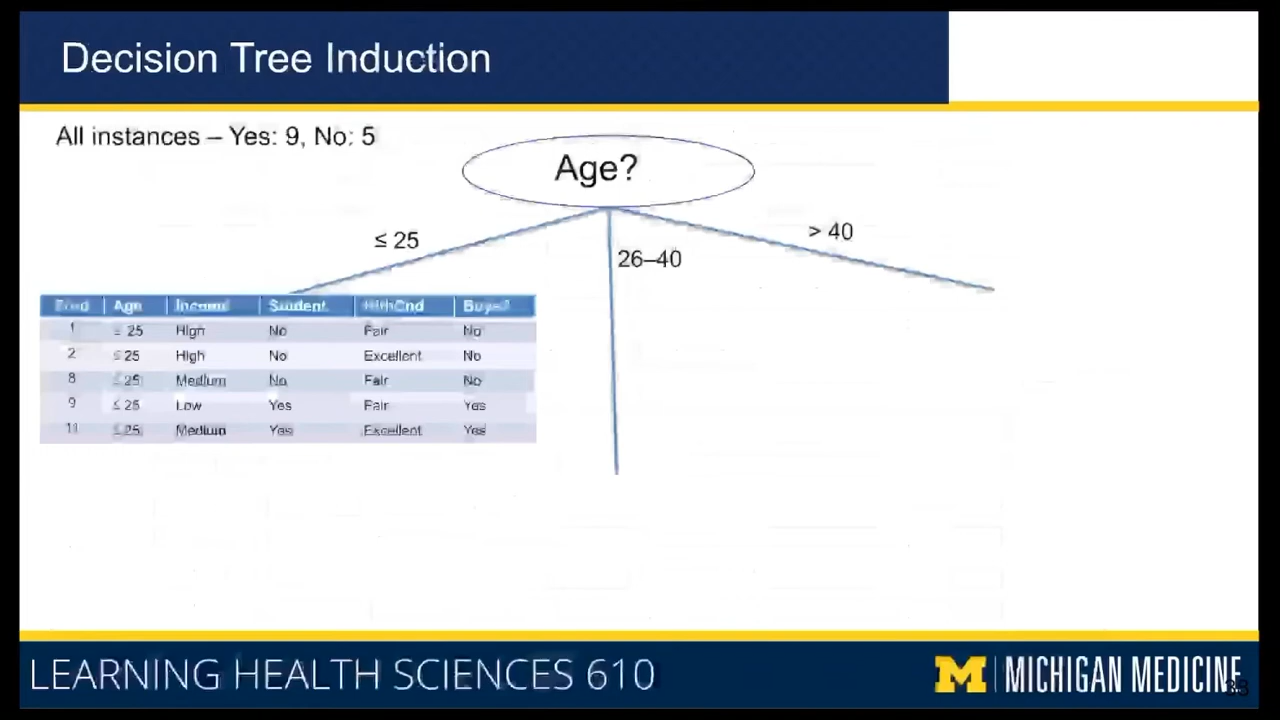 Decision Tree Induction
All instances – Yes: 9, No: 5
Age?
≤ 25
26–40
> 40
Age Income Student Buys?
1 ≤ 25 High No Fair No
2 ≤ 25 High No Excellent No
8 ≤ 25 Medium No Fair No
9 ≤ 25 Low Yes Fair Yes
11 ≤ 25 Medium Yes Excellent Yes
LEARNING HEALTH SCIENCES 610
M MICHIGAN MEDICINE
38